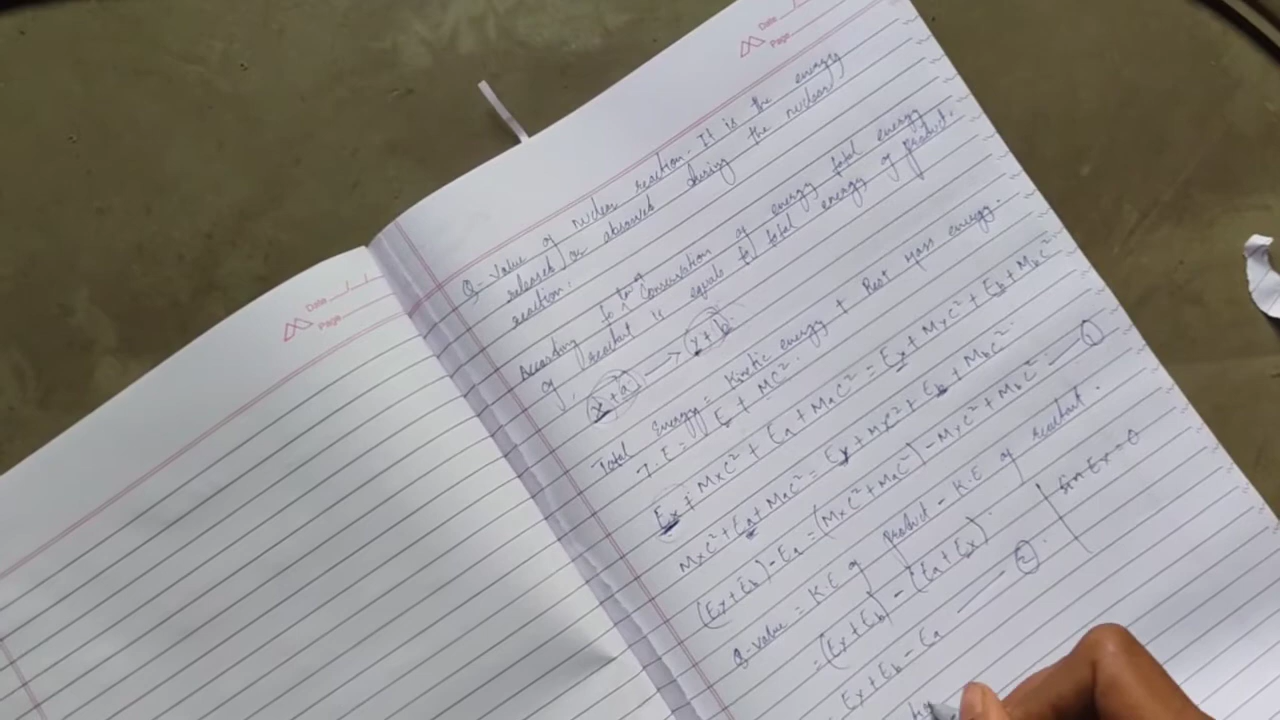 Date
Page
Date
Page
Q- Value of nuclear reaction. It is the energy
released or absorbed during the nuclear
reaction.
According to law of Conservation of energy total energy
of reactant is equals to total energy of product.
x + a → y + b
Total energy = Kinetic energy + Rest Mass energy.
T.E = E + MC².
Ex + MxC² + Ea + MaC² = Ey + MyC² + Eb + MbC²
MxC² + Ea + MaC² = Ey + MyC² + Eb + MbC²
(Ey + Eb) - Ea = (MxC² + MaC²) - MyC² + MbC² — ①
Q-value = K.E of product - K.E of reactant.
= (Ey + Eb) - (Ea + Ex).
Ex = 0
Ey + Eb - Ea — ②.